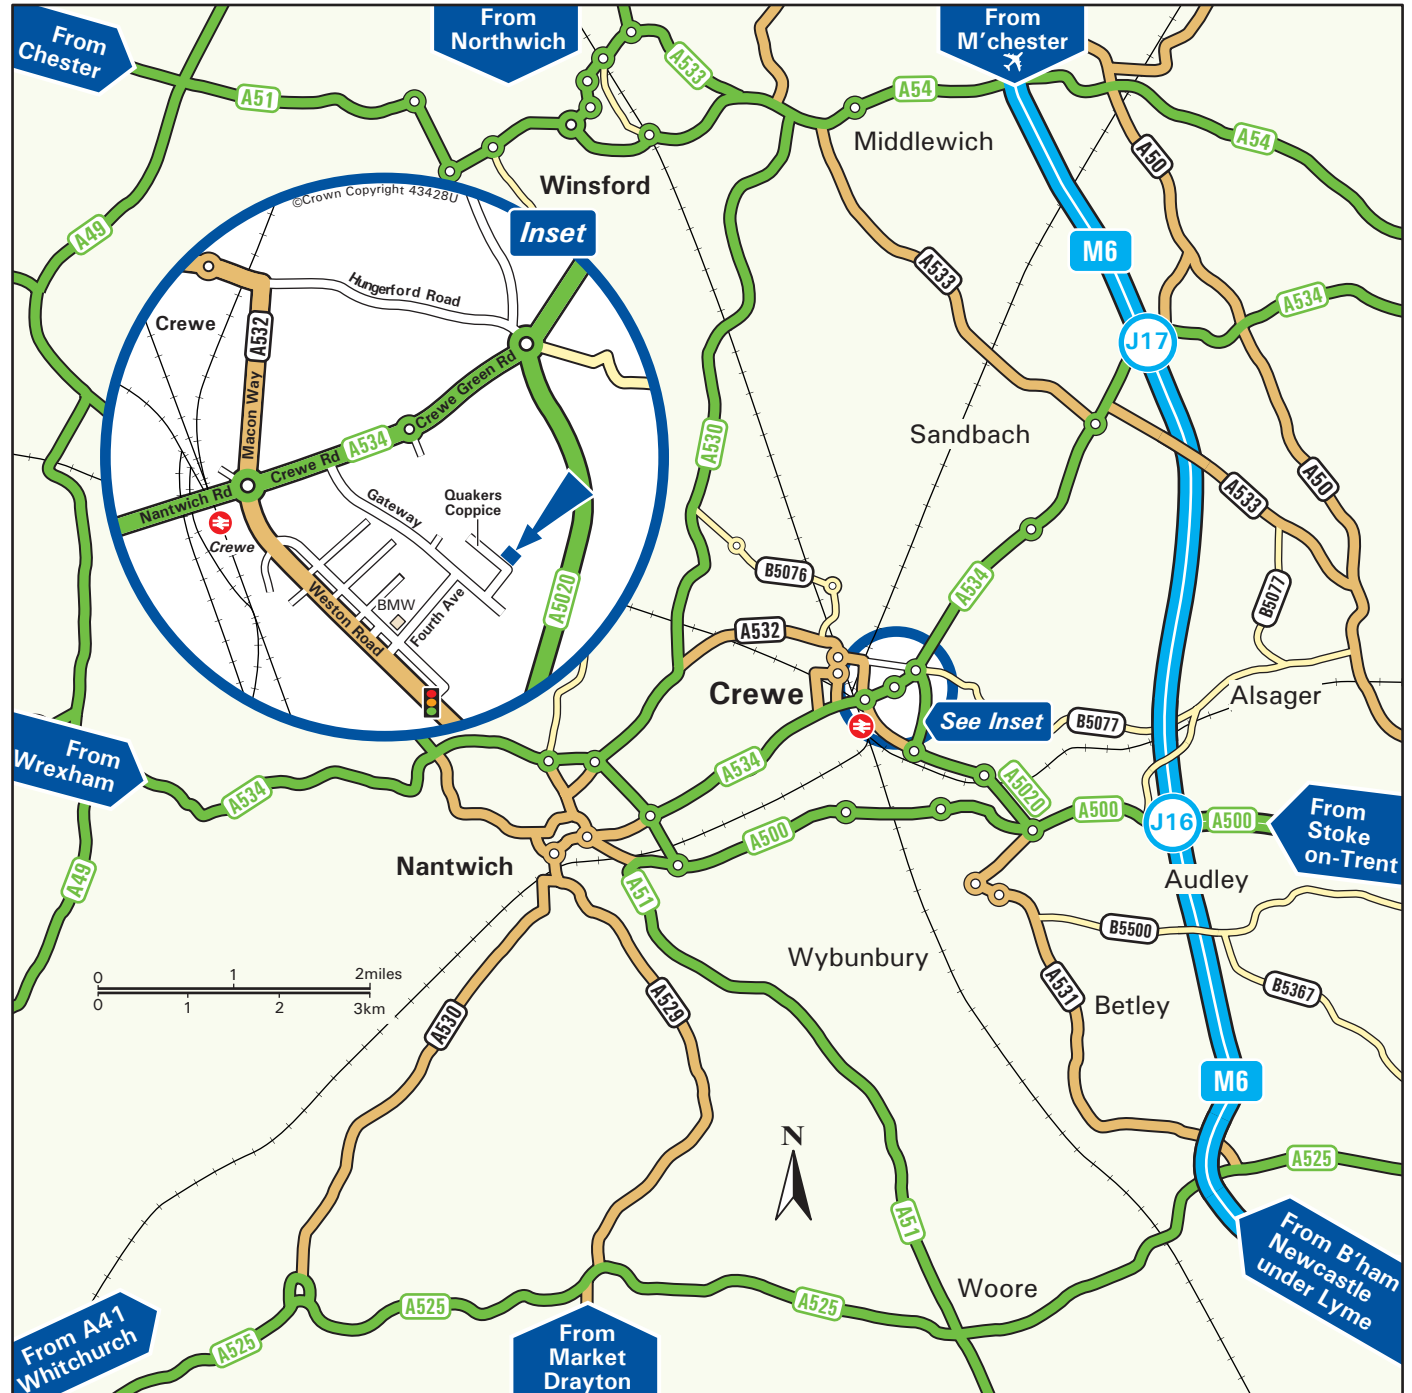 From
Chester
From
Northwich
From
M'chester
A51
A533
A54
A54
Middlewich
A50
Winsford
©Crown Copyright 43428U
Inset
A49
M6
A533
A534
J17
Hungerford Road
Crewe
A532
Macon Way
Crewe Green Rd
A534
Crewe Rd
Nantwich Rd
Crewe
Gateway
Quakers
Coppice
Weston Road
BMW
Fourth Ave
A5020
A530
Sandbach
A533
A50
B5076
A534
B5077
A532
Crewe
See Inset
B5077
Alsager
From
Wrexham
A534
A534
A5020
A500
A500
A500
J16
From
Stoke
on-Trent
Nantwich
A49
A51
Audley
B5500
Wybunbury
A531
Betley
B5367
0
1
2miles
0
1
2
3km
A530
A529
M6
N
A525
A51
From B'ham
Newcastle
under Lyme
Woore
From A41
Whitchurch
A525
A525
A525
From
Market
Drayton